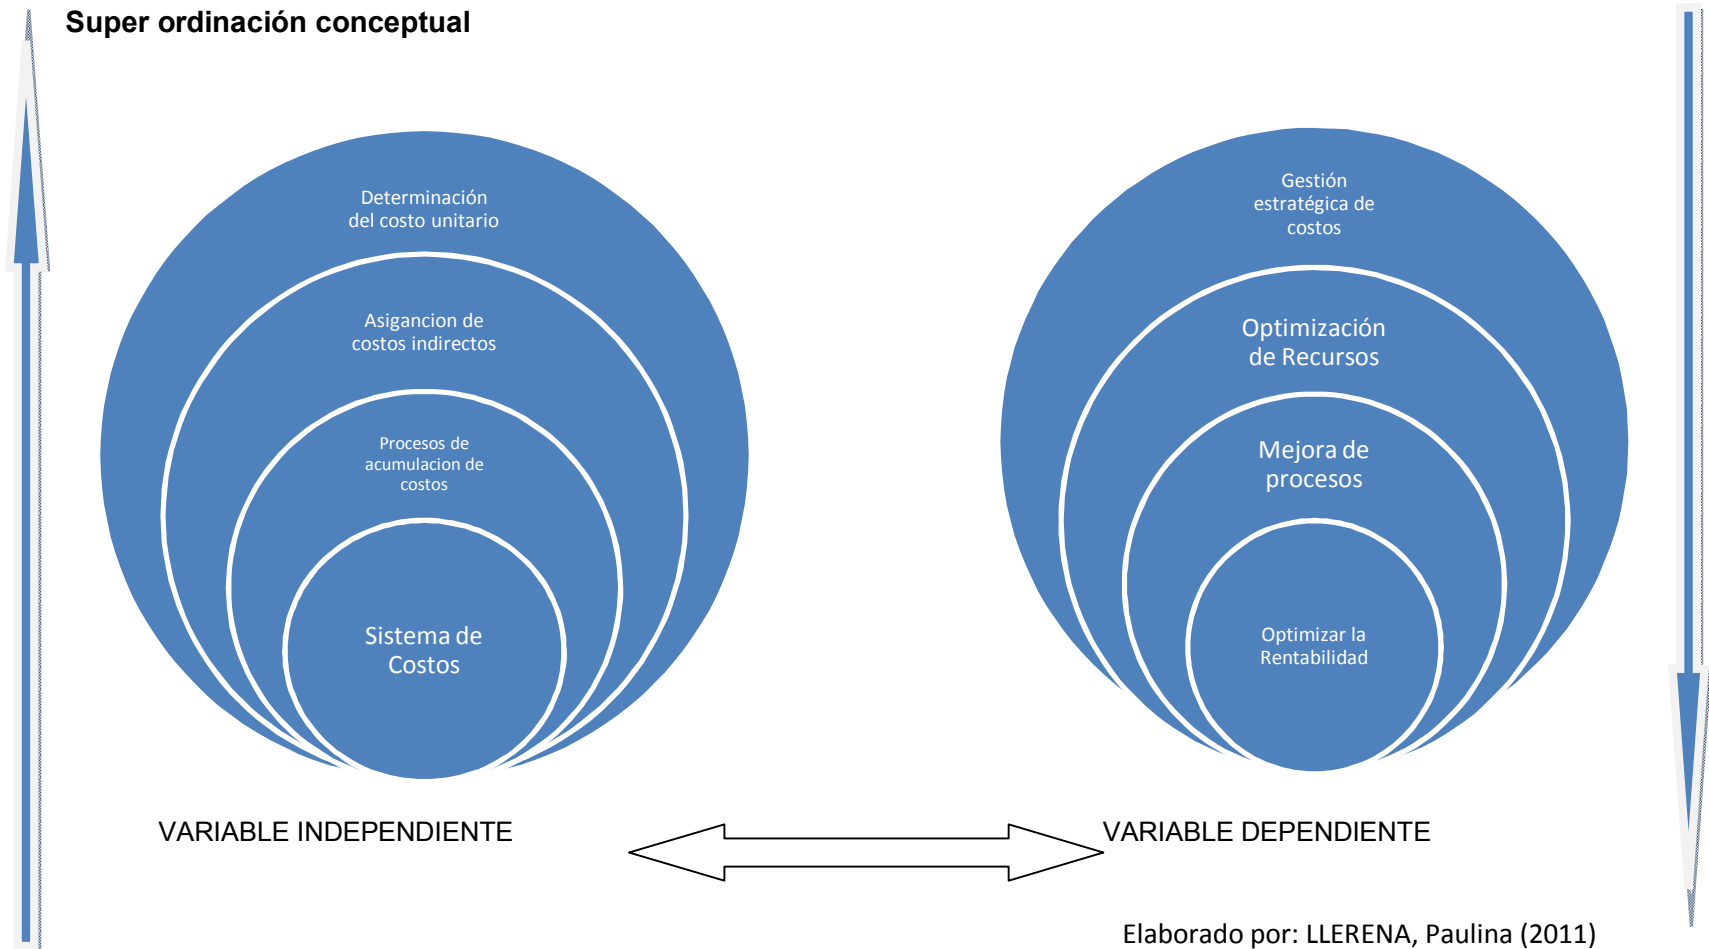 Super ordinación conceptual
Determinación
del costo unitario
Asigancion de
costos indirectos
Procesos de
acumulacion de
costos
Sistema de
Costos
Gestión
estratégica de
costos
Optimización
de Recursos
Mejora de
procesos
Optimizar la
Rentabilidad
VARIABLE INDEPENDIENTE
VARIABLE DEPENDIENTE
Elaborado por: LLERENA, Paulina (2011)